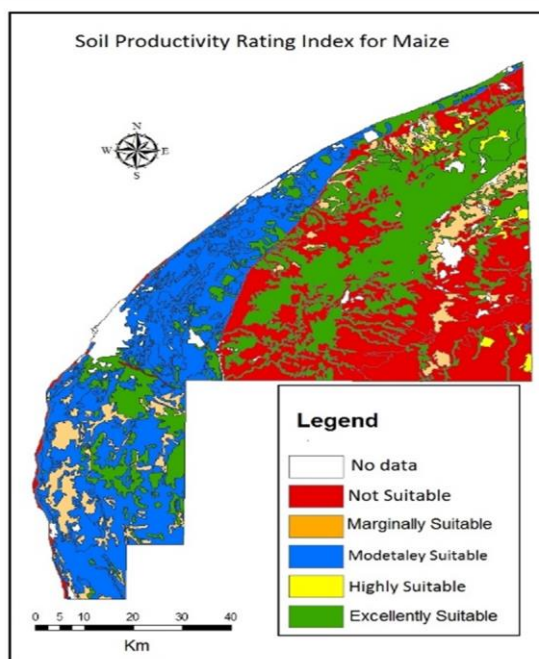 Soil Productivity Rating Index for Maize
N
W E
S
Legend
No data
Not Suitable
Marginally Suitable
Modetaley Suitable
Highly Suitable
Excellently Suitable
0 5 10 20 30 40
Km